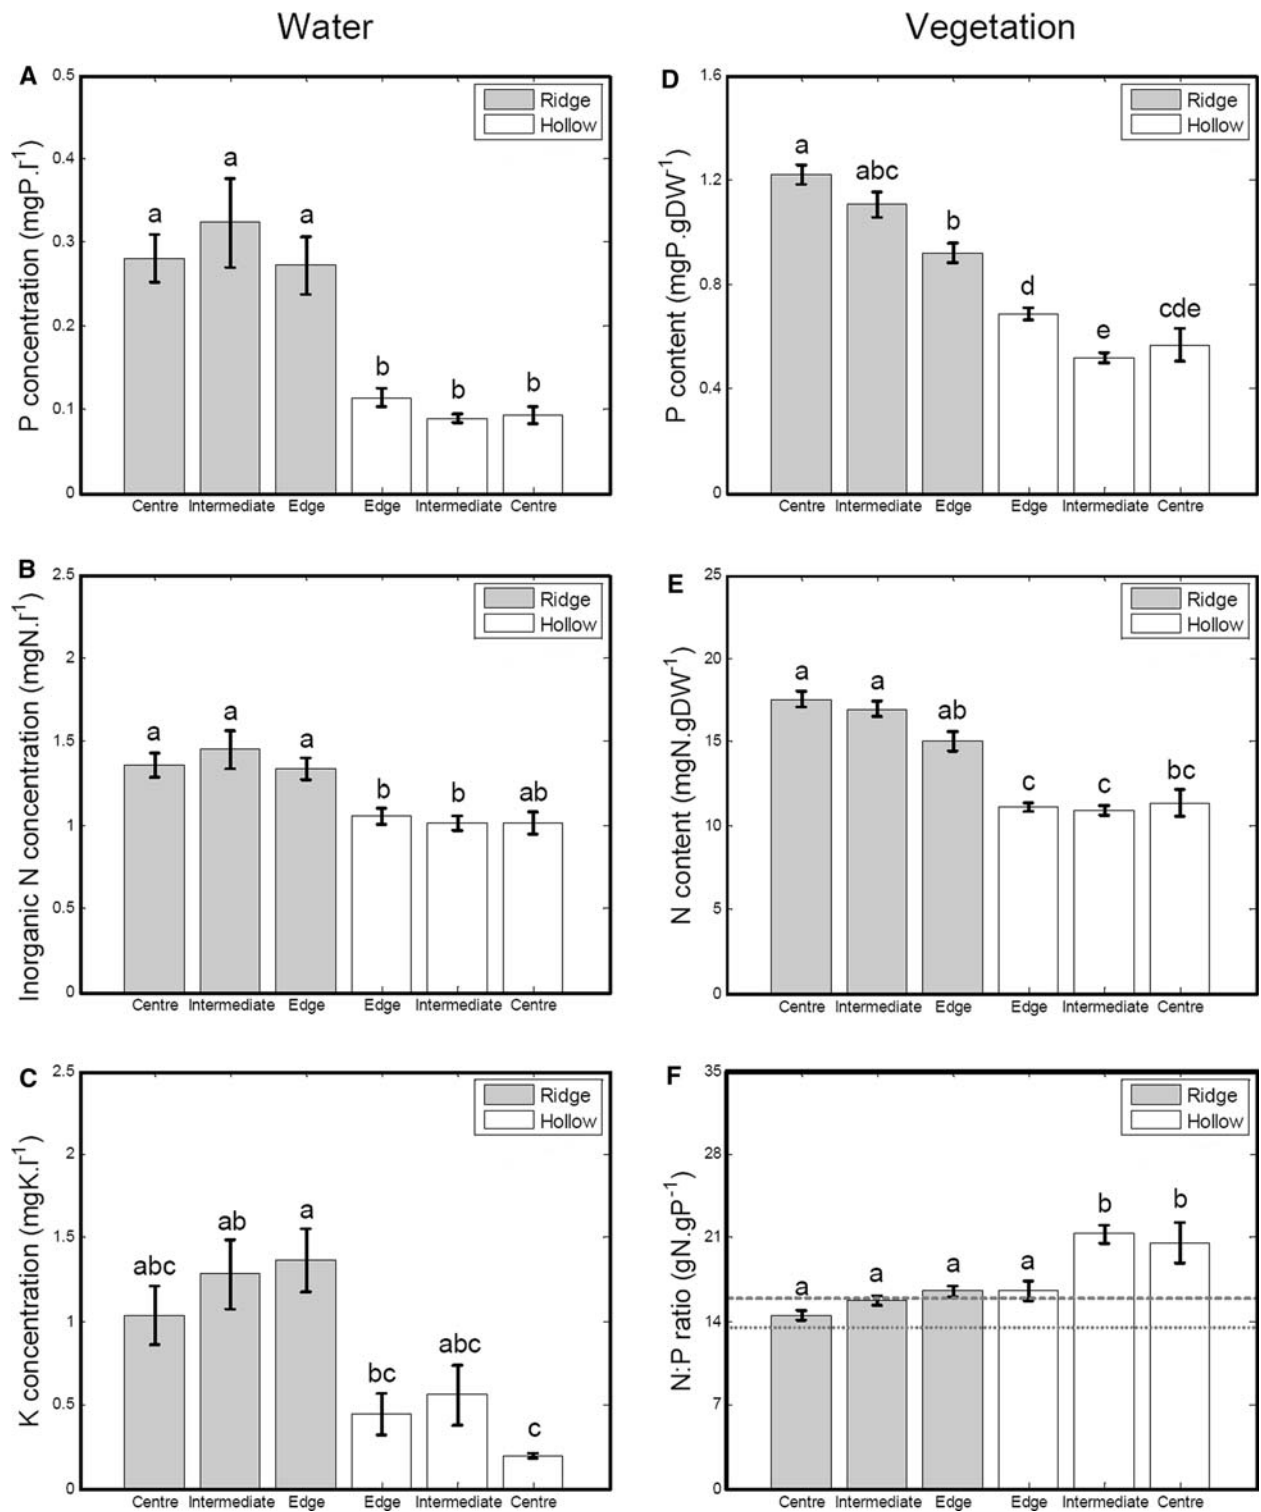 Water
Vegetation
A
0.5
0.4
0.3
0.2
0.1
0
P concentration (mgP.l⁻¹)
Ridge
Hollow
a
a
a
b
b
b
Centre Intermediate Edge Edge Intermediate Centre
D
1.6
1.2
0.8
0.4
0
P content (mgP.gDW⁻¹)
Ridge
Hollow
a
abc
b
d
e
cde
Centre Intermediate Edge Edge Intermediate Centre
B
2.5
2
1.5
1
0.5
0
Inorganic N concentration (mgN.l⁻¹)
Ridge
Hollow
a
a
a
b
b
ab
Centre Intermediate Edge Edge Intermediate Centre
E
25
20
15
10
5
0
N content (mgN.gDW⁻¹)
Ridge
Hollow
a
a
ab
c
c
bc
Centre Intermediate Edge Edge Intermediate Centre
C
2.5
2
1.5
1
0.5
0
K concentration (mgK.l⁻¹)
Ridge
Hollow
abc
ab
a
bc
abc
c
Centre Intermediate Edge Edge Intermediate Centre
F
35
28
21
14
7
0
N:P ratio (gN.gP⁻¹)
Ridge
Hollow
a
a
a
a
b
b
Centre Intermediate Edge Edge Intermediate Centre